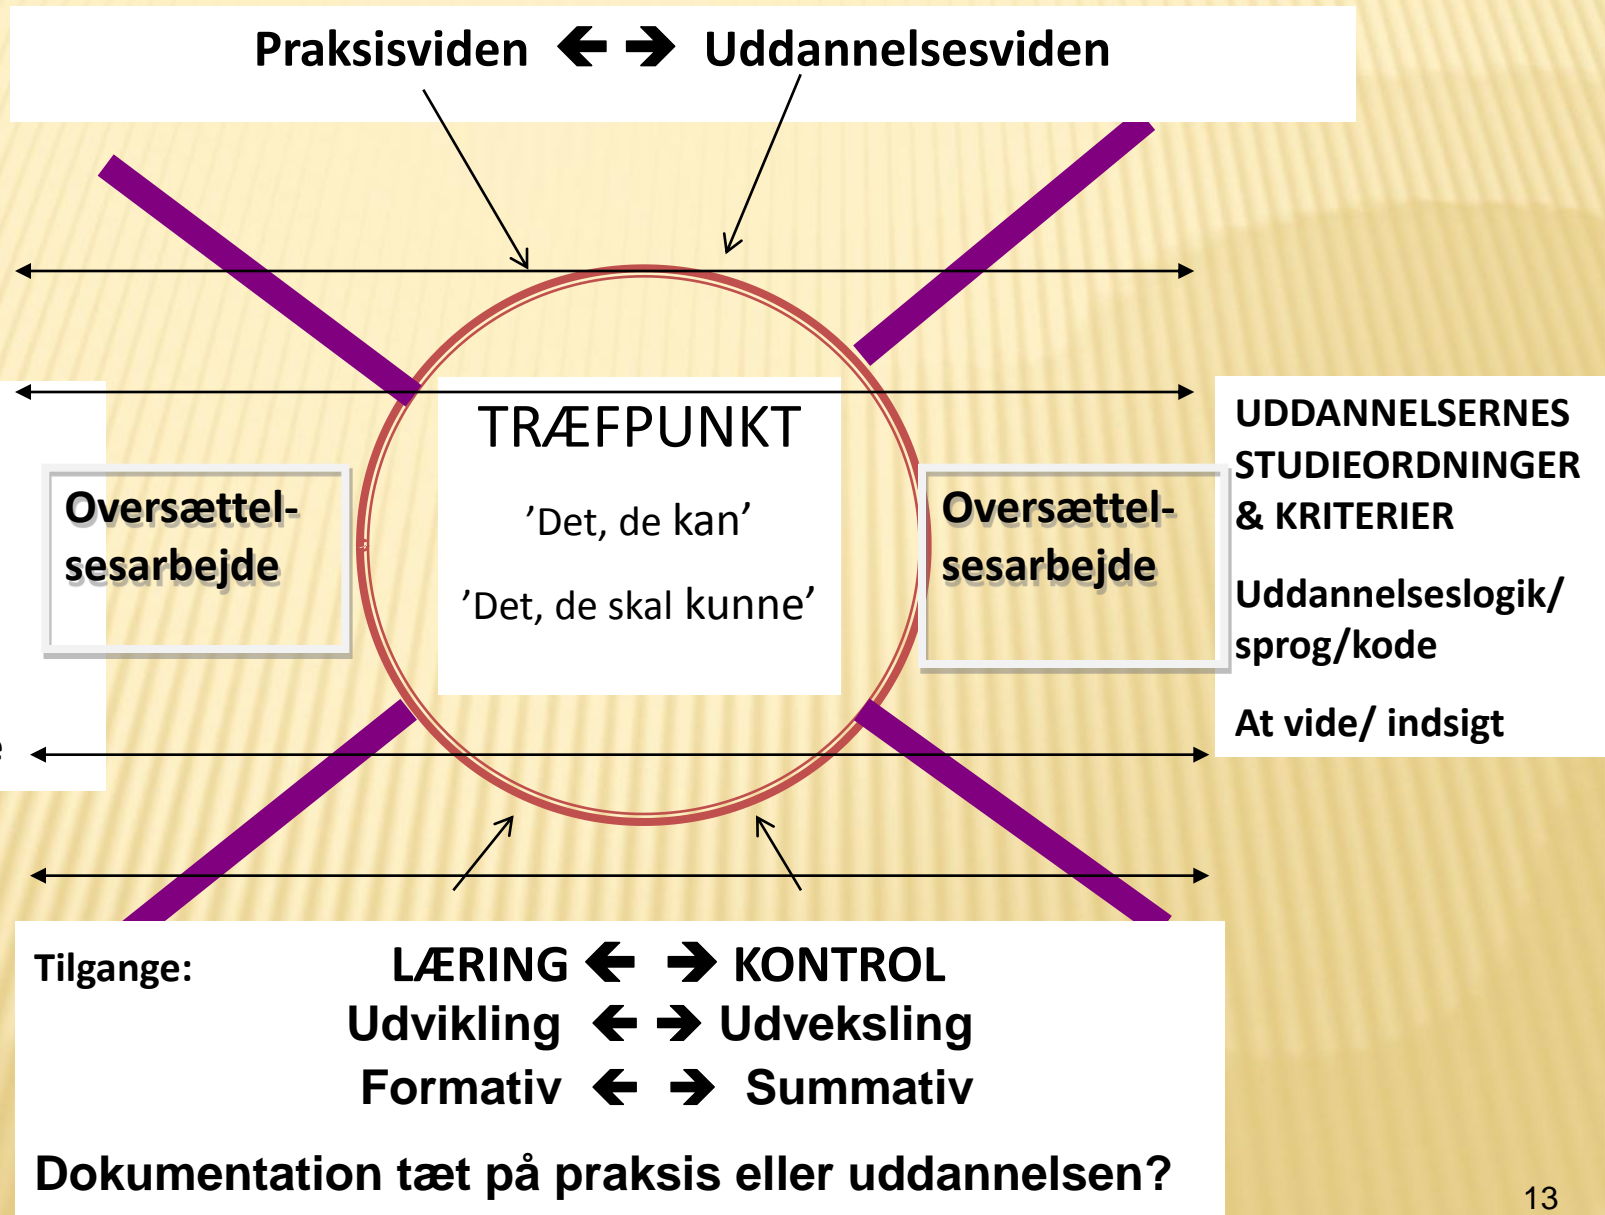 Praksisviden 🡸 🡺 Uddannelsesviden
TRÆFPUNKT
’Det, de kan’
’Det, de skal kunne’
Oversættel-
sesarbejde
Oversættel-
sesarbejde
UDDANNELSERNES
STUDIEORDNINGER
& KRITERIER
Uddannelseslogik/
sprog/kode
At vide/ indsigt
Tilgange: LÆRING 🡸 🡺 KONTROL
Udvikling 🡸 🡺 Udveksling
Formativ 🡸 🡺 Summativ
Dokumentation tæt på praksis eller uddannelsen?
13